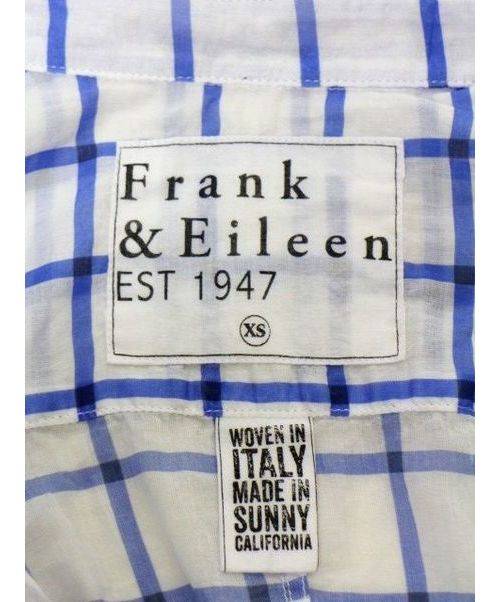 Frank
& Eileen
EST 1947
XS
WOVEN IN
ITALY
MADE IN
SUNNY
CALIFORNIA